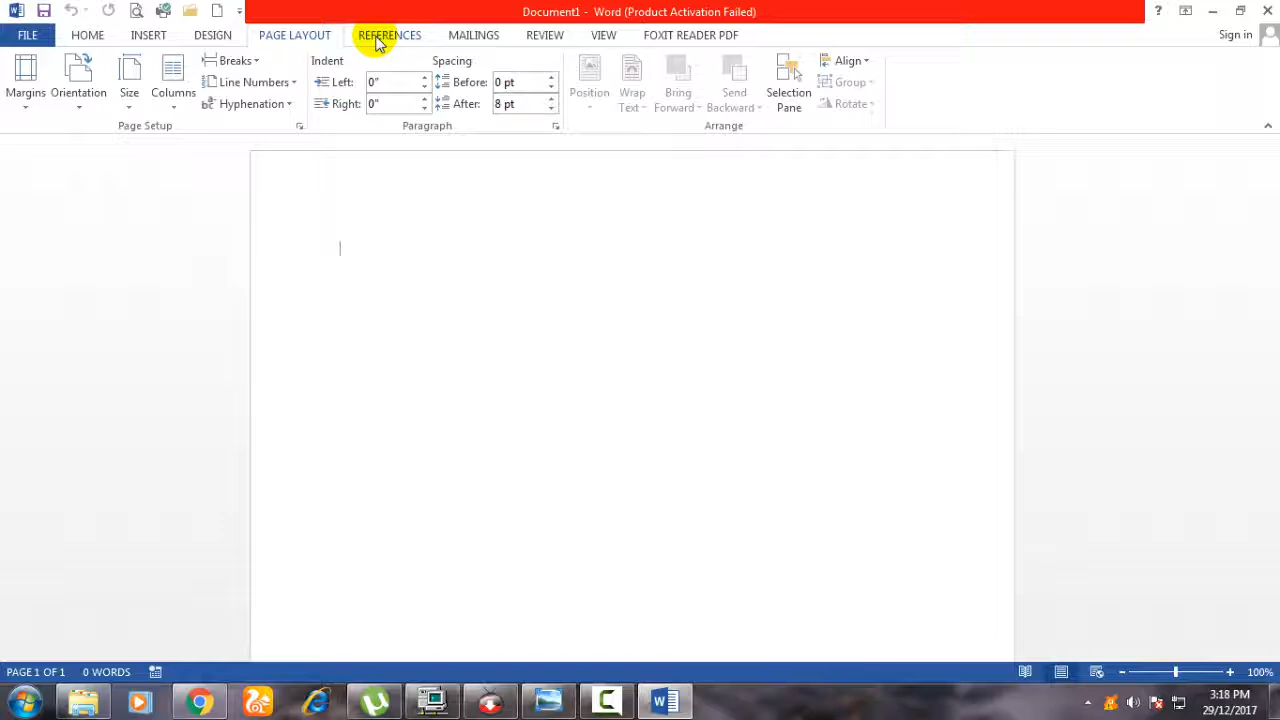 Document1 - Word (Product Activation Failed)
?
FILE HOME INSERT DESIGN PAGE LAYOUT REFERENCES MAILINGS REVIEW VIEW FOXIT READER PDF Sign in
Margins
Orientation
Size
Columns
Breaks
Line Numbers
Hyphenation
Page Setup
Indent Spacing
Left: 0" Before: 0 pt
Right: 0" After: 8 pt
Paragraph
Position
Wrap
Text
Bring
Forward
Send
Backward
Selection
Pane
Align
Group
Rotate
Arrange
PAGE 1 OF 1 0 WORDS 100%
3:18 PM
29/12/2017